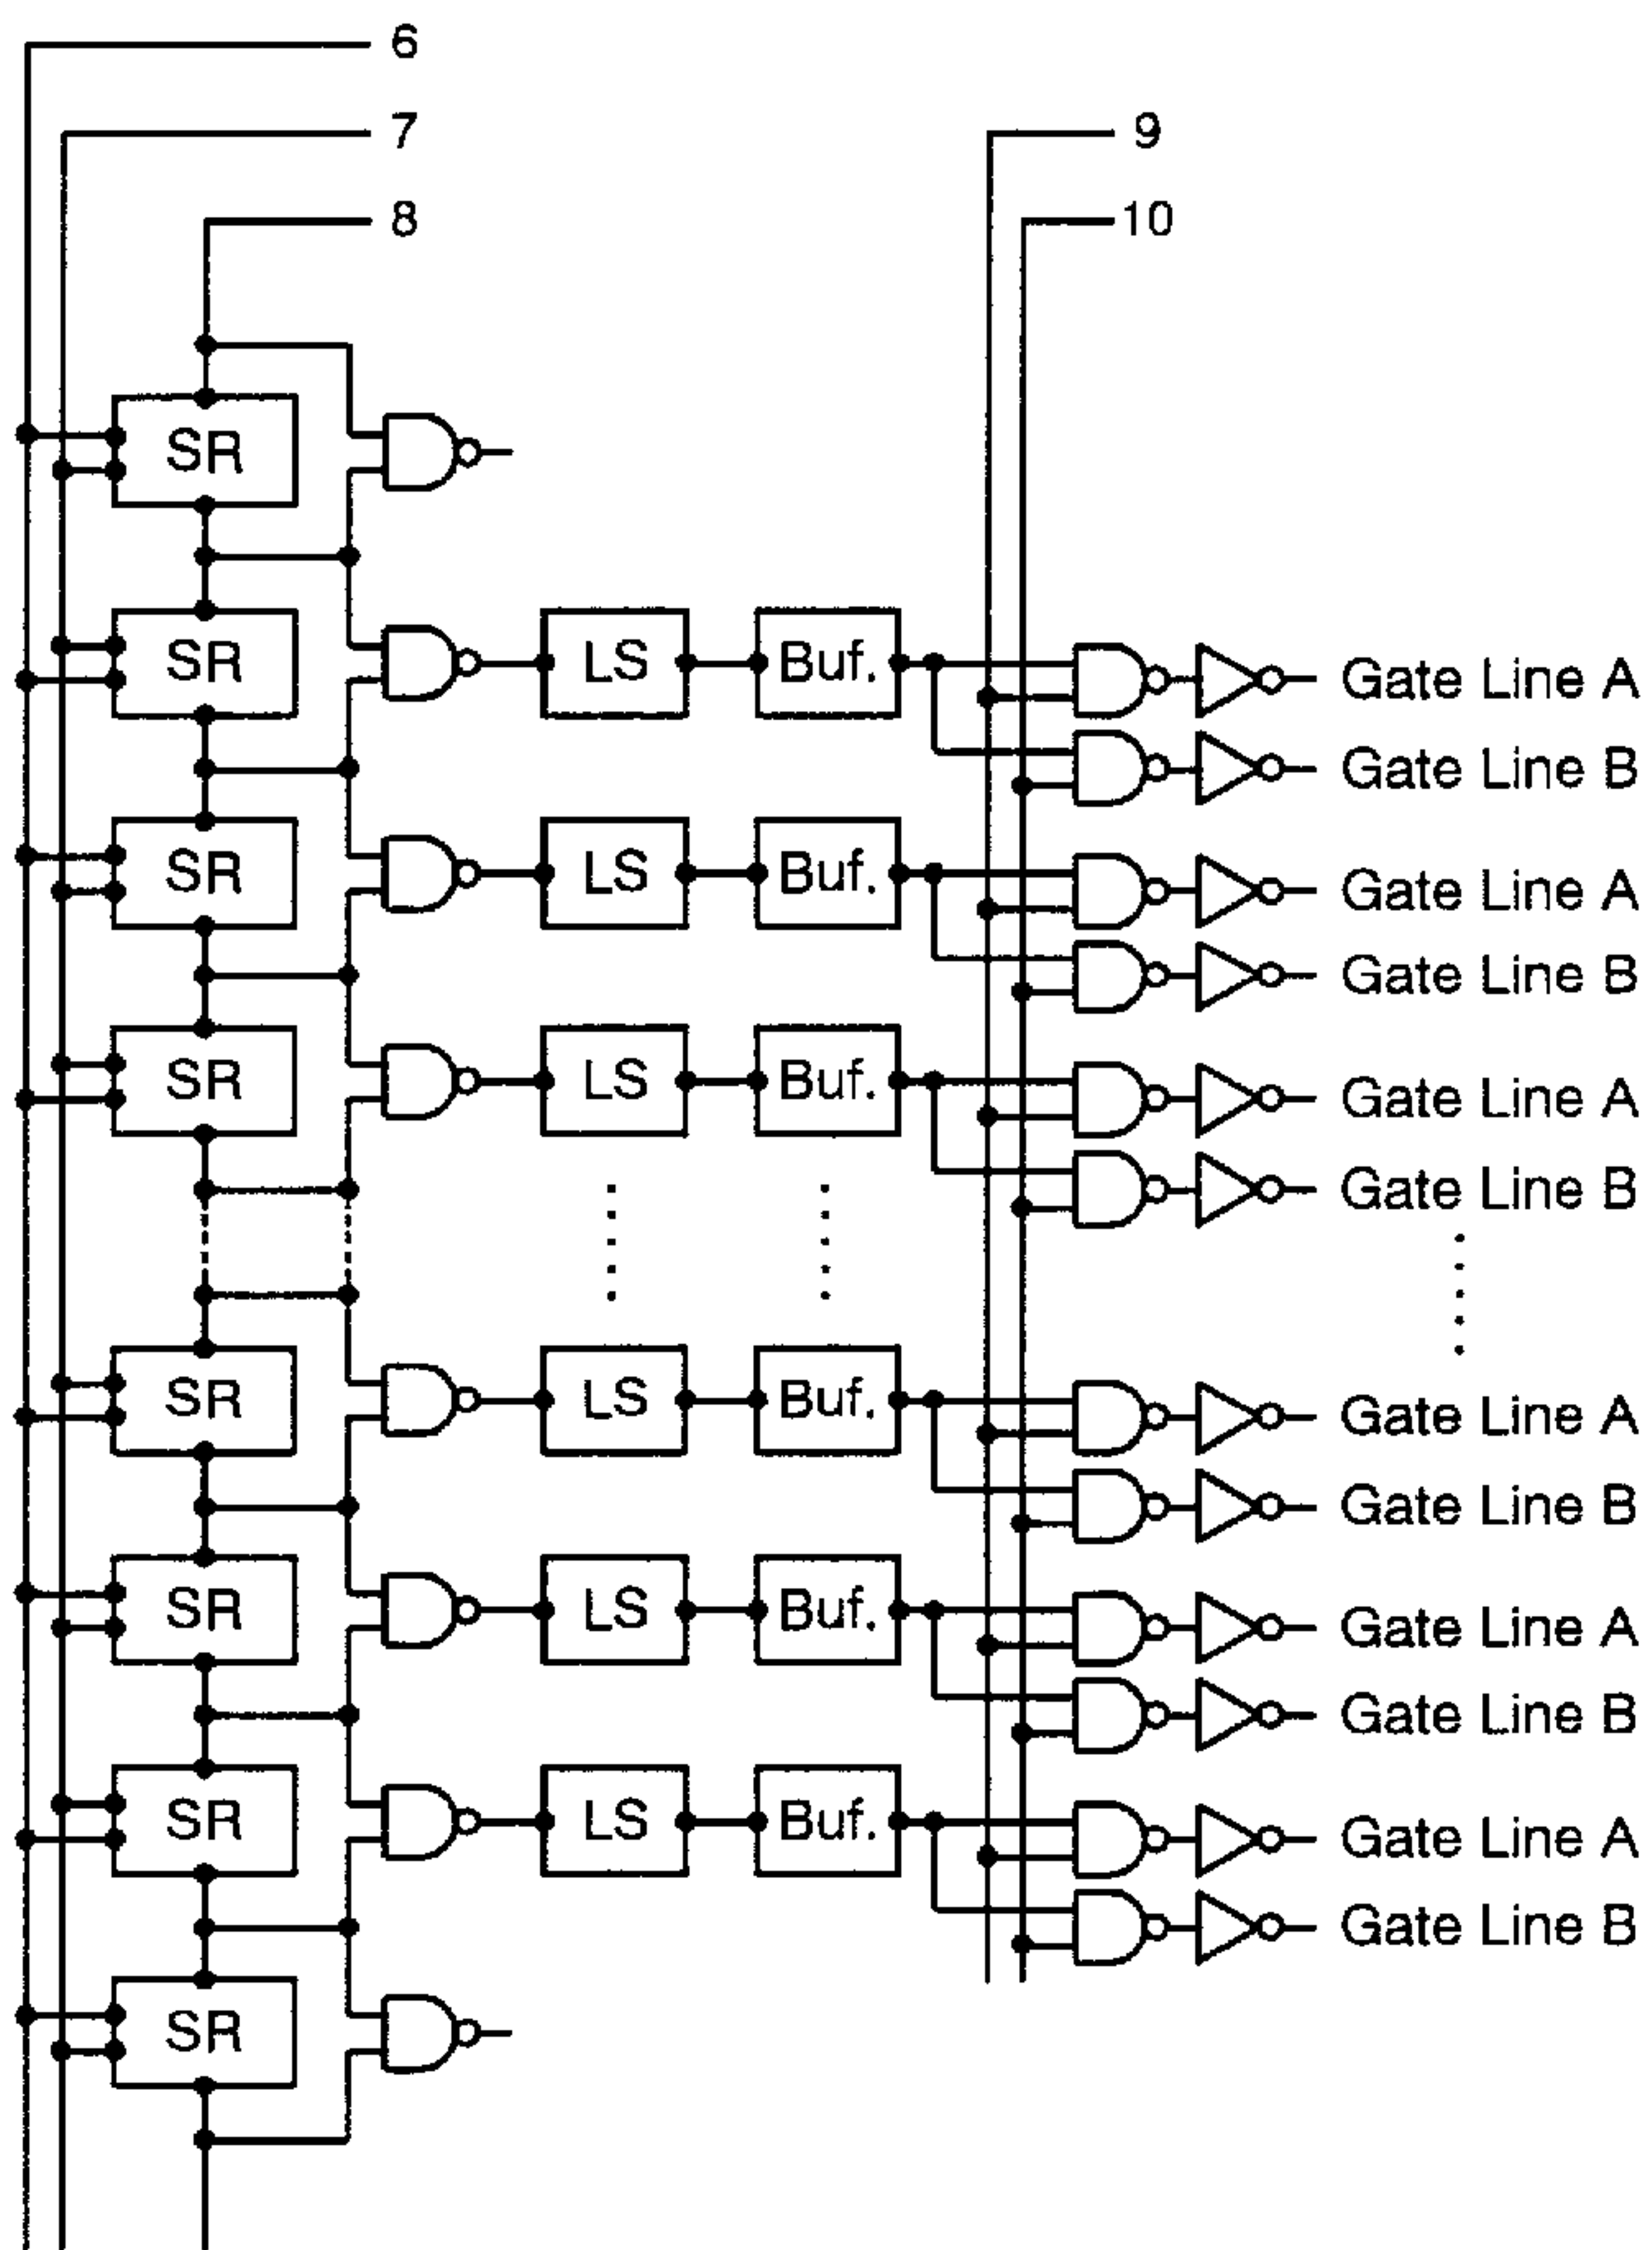 6
7
9
8
10
SR
SR
LS
Buf.
Gate Line A
Gate Line B
SR
LS
Buf.
Gate Line A
Gate Line B
SR
LS
Buf.
Gate Line A
Gate Line B
SR
LS
Buf.
Gate Line A
Gate Line B
SR
LS
Buf.
Gate Line A
Gate Line B
SR
LS
Buf.
Gate Line A
Gate Line B
SR